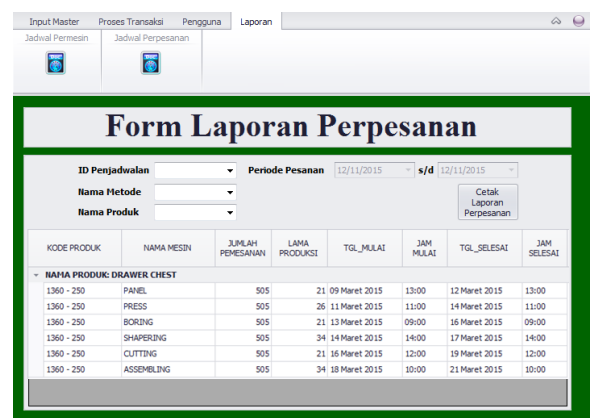 Input Master Proses Transaksi Pengguna Laporan
Jadwal Permesin Jadwal Perpesanan
Form Laporan Perpesanan
ID Penjadwalan Periode Pesanan 12/11/2015 s/d 12/11/2015
Nama Metode
Nama Produk
Cetak
Laporan
Perpesanan
KODE PRODUK NAMA MESIN JUMLAH PEMESANAN LAMA PRODUKSI TGL_MULAI JAM MULAI TGL_SELESAI JAM SELESAI
NAMA PRODUK: DRAWER CHEST
1360 - 250 PANEL 505 21 09 Maret 2015 13:00 12 Maret 2015 13:00
1360 - 250 PRESS 505 26 11 Maret 2015 11:00 14 Maret 2015 11:00
1360 - 250 BORING 505 21 13 Maret 2015 09:00 16 Maret 2015 09:00
1360 - 250 SHAPERING 505 34 14 Maret 2015 14:00 17 Maret 2015 14:00
1360 - 250 CUTTING 505 21 16 Maret 2015 12:00 19 Maret 2015 12:00
1360 - 250 ASSEMBLING 505 34 18 Maret 2015 10:00 21 Maret 2015 10:00